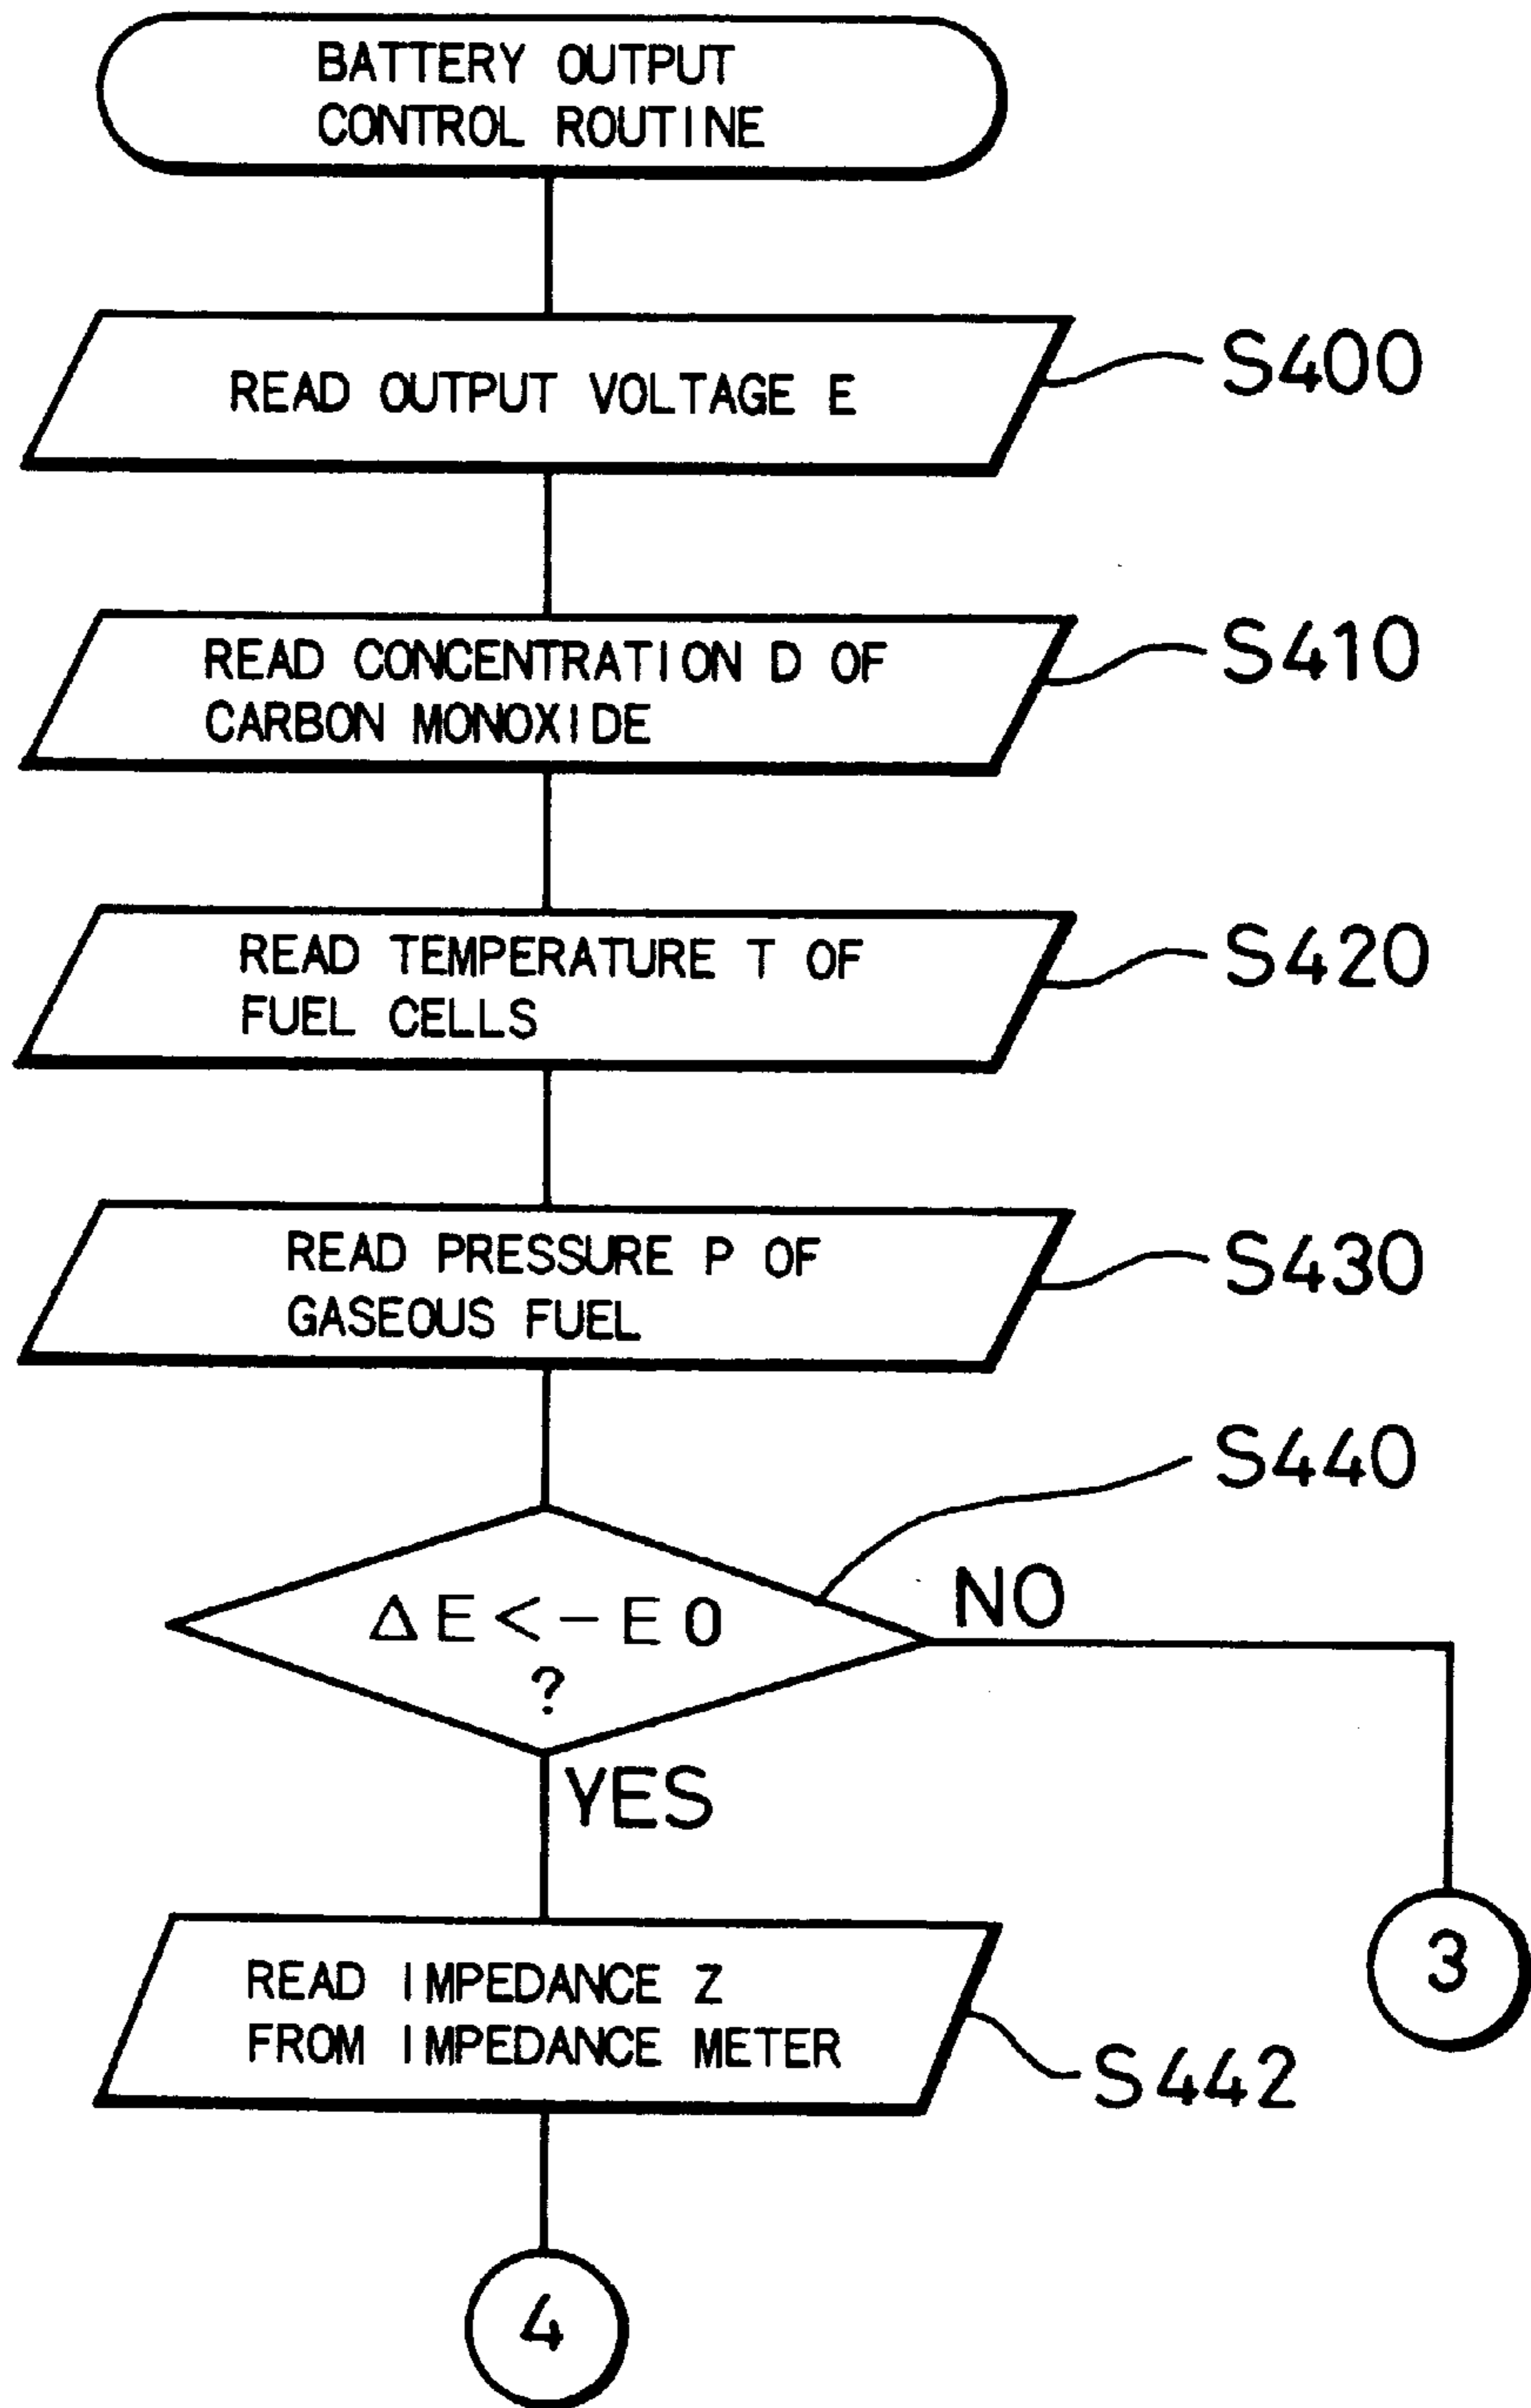 BATTERY OUTPUT
CONTROL ROUTINE
READ OUTPUT VOLTAGE E
S400
READ CONCENTRATION D OF
CARBON MONOXIDE
S410
READ TEMPERATURE T OF
FUEL CELLS
S420
READ PRESSURE P OF
GASEOUS FUEL
S430
S440
ΔE<-E0
?
NO
YES
3
READ IMPEDANCE Z
FROM IMPEDANCE METER
S442
4